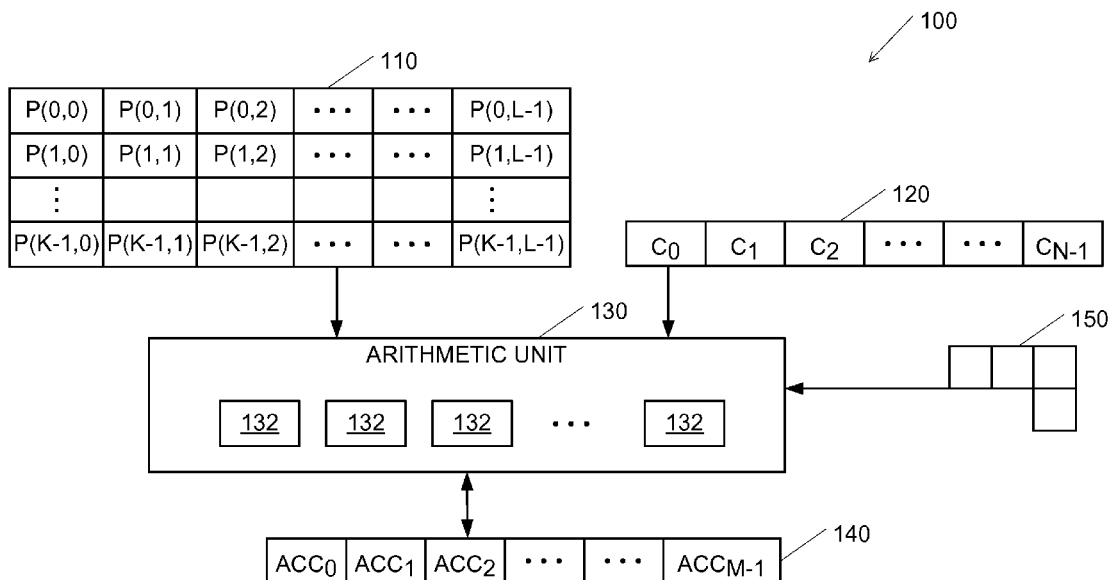 100
110
P(0,0) P(0,1) P(0,2) ··· ··· P(0,L-1)
P(1,0) P(1,1) P(1,2) ··· ··· P(1,L-1)
⋮ ⋮
P(K-1,0) P(K-1,1) P(K-1,2) ··· ··· P(K-1,L-1)
120
C0 C1 C2 ··· ··· CN-1
130
ARITHMETIC UNIT
132 132 132 ··· 132
150
140
ACC0 ACC1 ACC2 ··· ··· ACCM-1